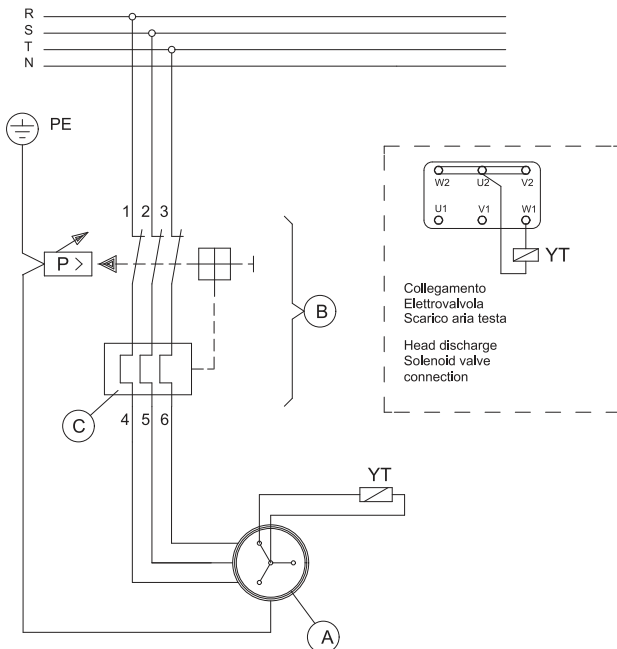 R
S
T
N
PE
1 2 3
P >
B
C
4 5 6
YT
A
W2 U2 V2
U1 V1 W1
YT
Collegamento
Elettrovalvola
Scarico aria testa
Head discharge
Solenoid valve
connection